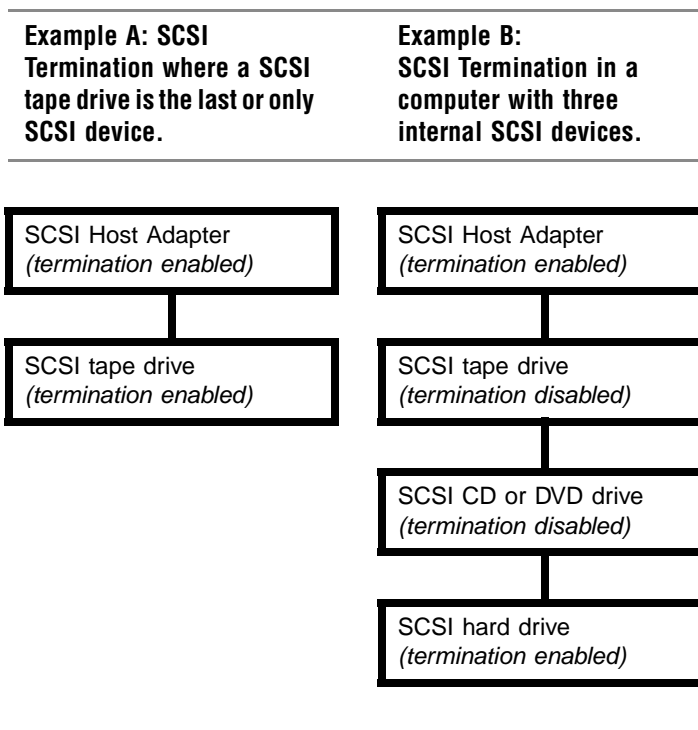 Example A: SCSI
Termination where a SCSI
tape drive is the last or only
SCSI device.
Example B:
SCSI Termination in a
computer with three
internal SCSI devices.
SCSI Host Adapter
(termination enabled)
SCSI tape drive
(termination enabled)
SCSI Host Adapter
(termination enabled)
SCSI tape drive
(termination disabled)
SCSI CD or DVD drive
(termination disabled)
SCSI hard drive
(termination enabled)